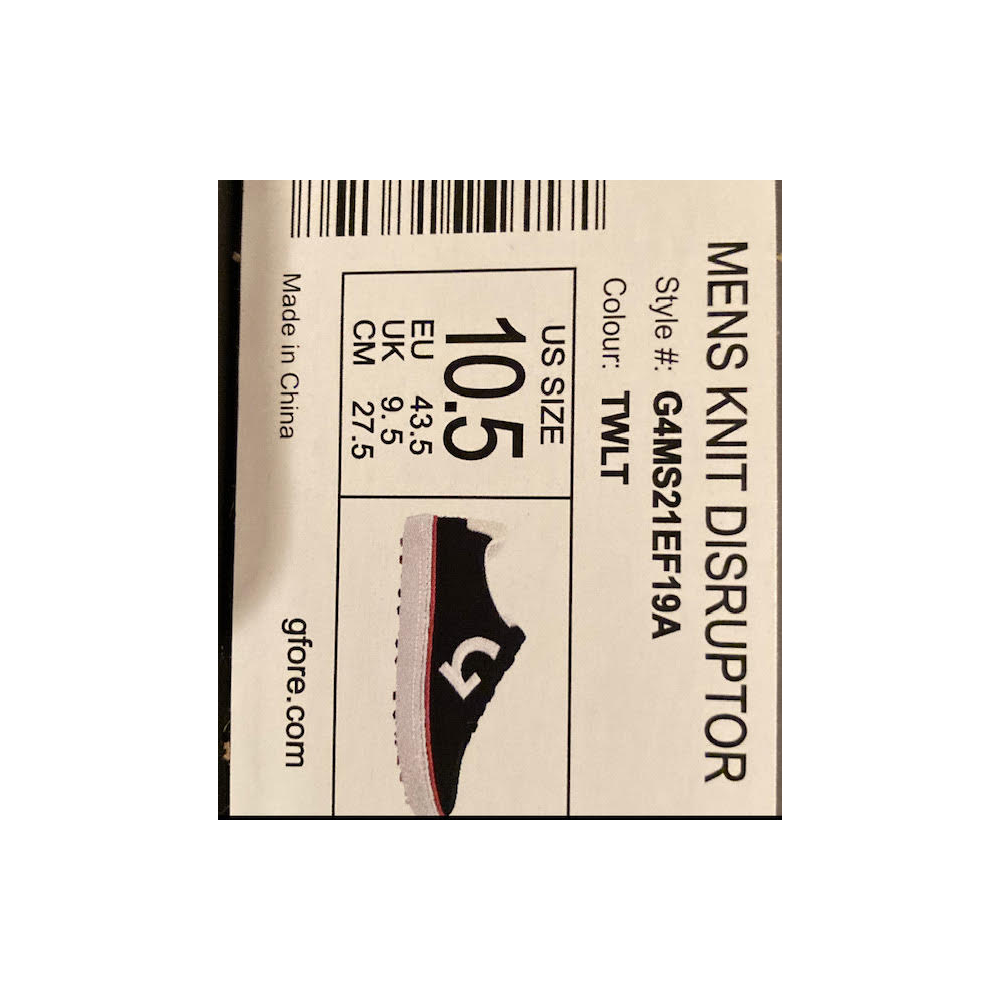 MENS KNIT DISRUPTOR
Style #: G4MS21EF19A
Colour: TWLT
US SIZE
10.5
EU 43.5
UK 9.5
CM 27.5
Made in China
gfore.com